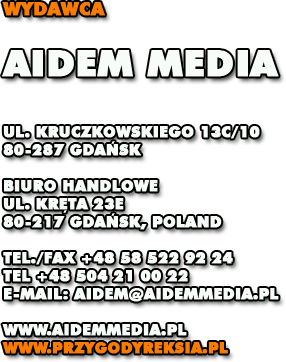 WYDAWCA
AIDEM MEDIA
UL. KRUCZKOWSKIEGO 13C/10
80-287 GDAŃSK
BIURO HANDLOWE
UL. KRĘTA 23E
80-217 GDAŃSK, POLAND
TEL./FAX +48 58 522 92 24
TEL +48 504 21 00 22
E-MAIL: AIDEM@AIDEMMEDIA.PL
WWW.AIDEMMEDIA.PL
WWW.PRZYGODYREKSIA.PL